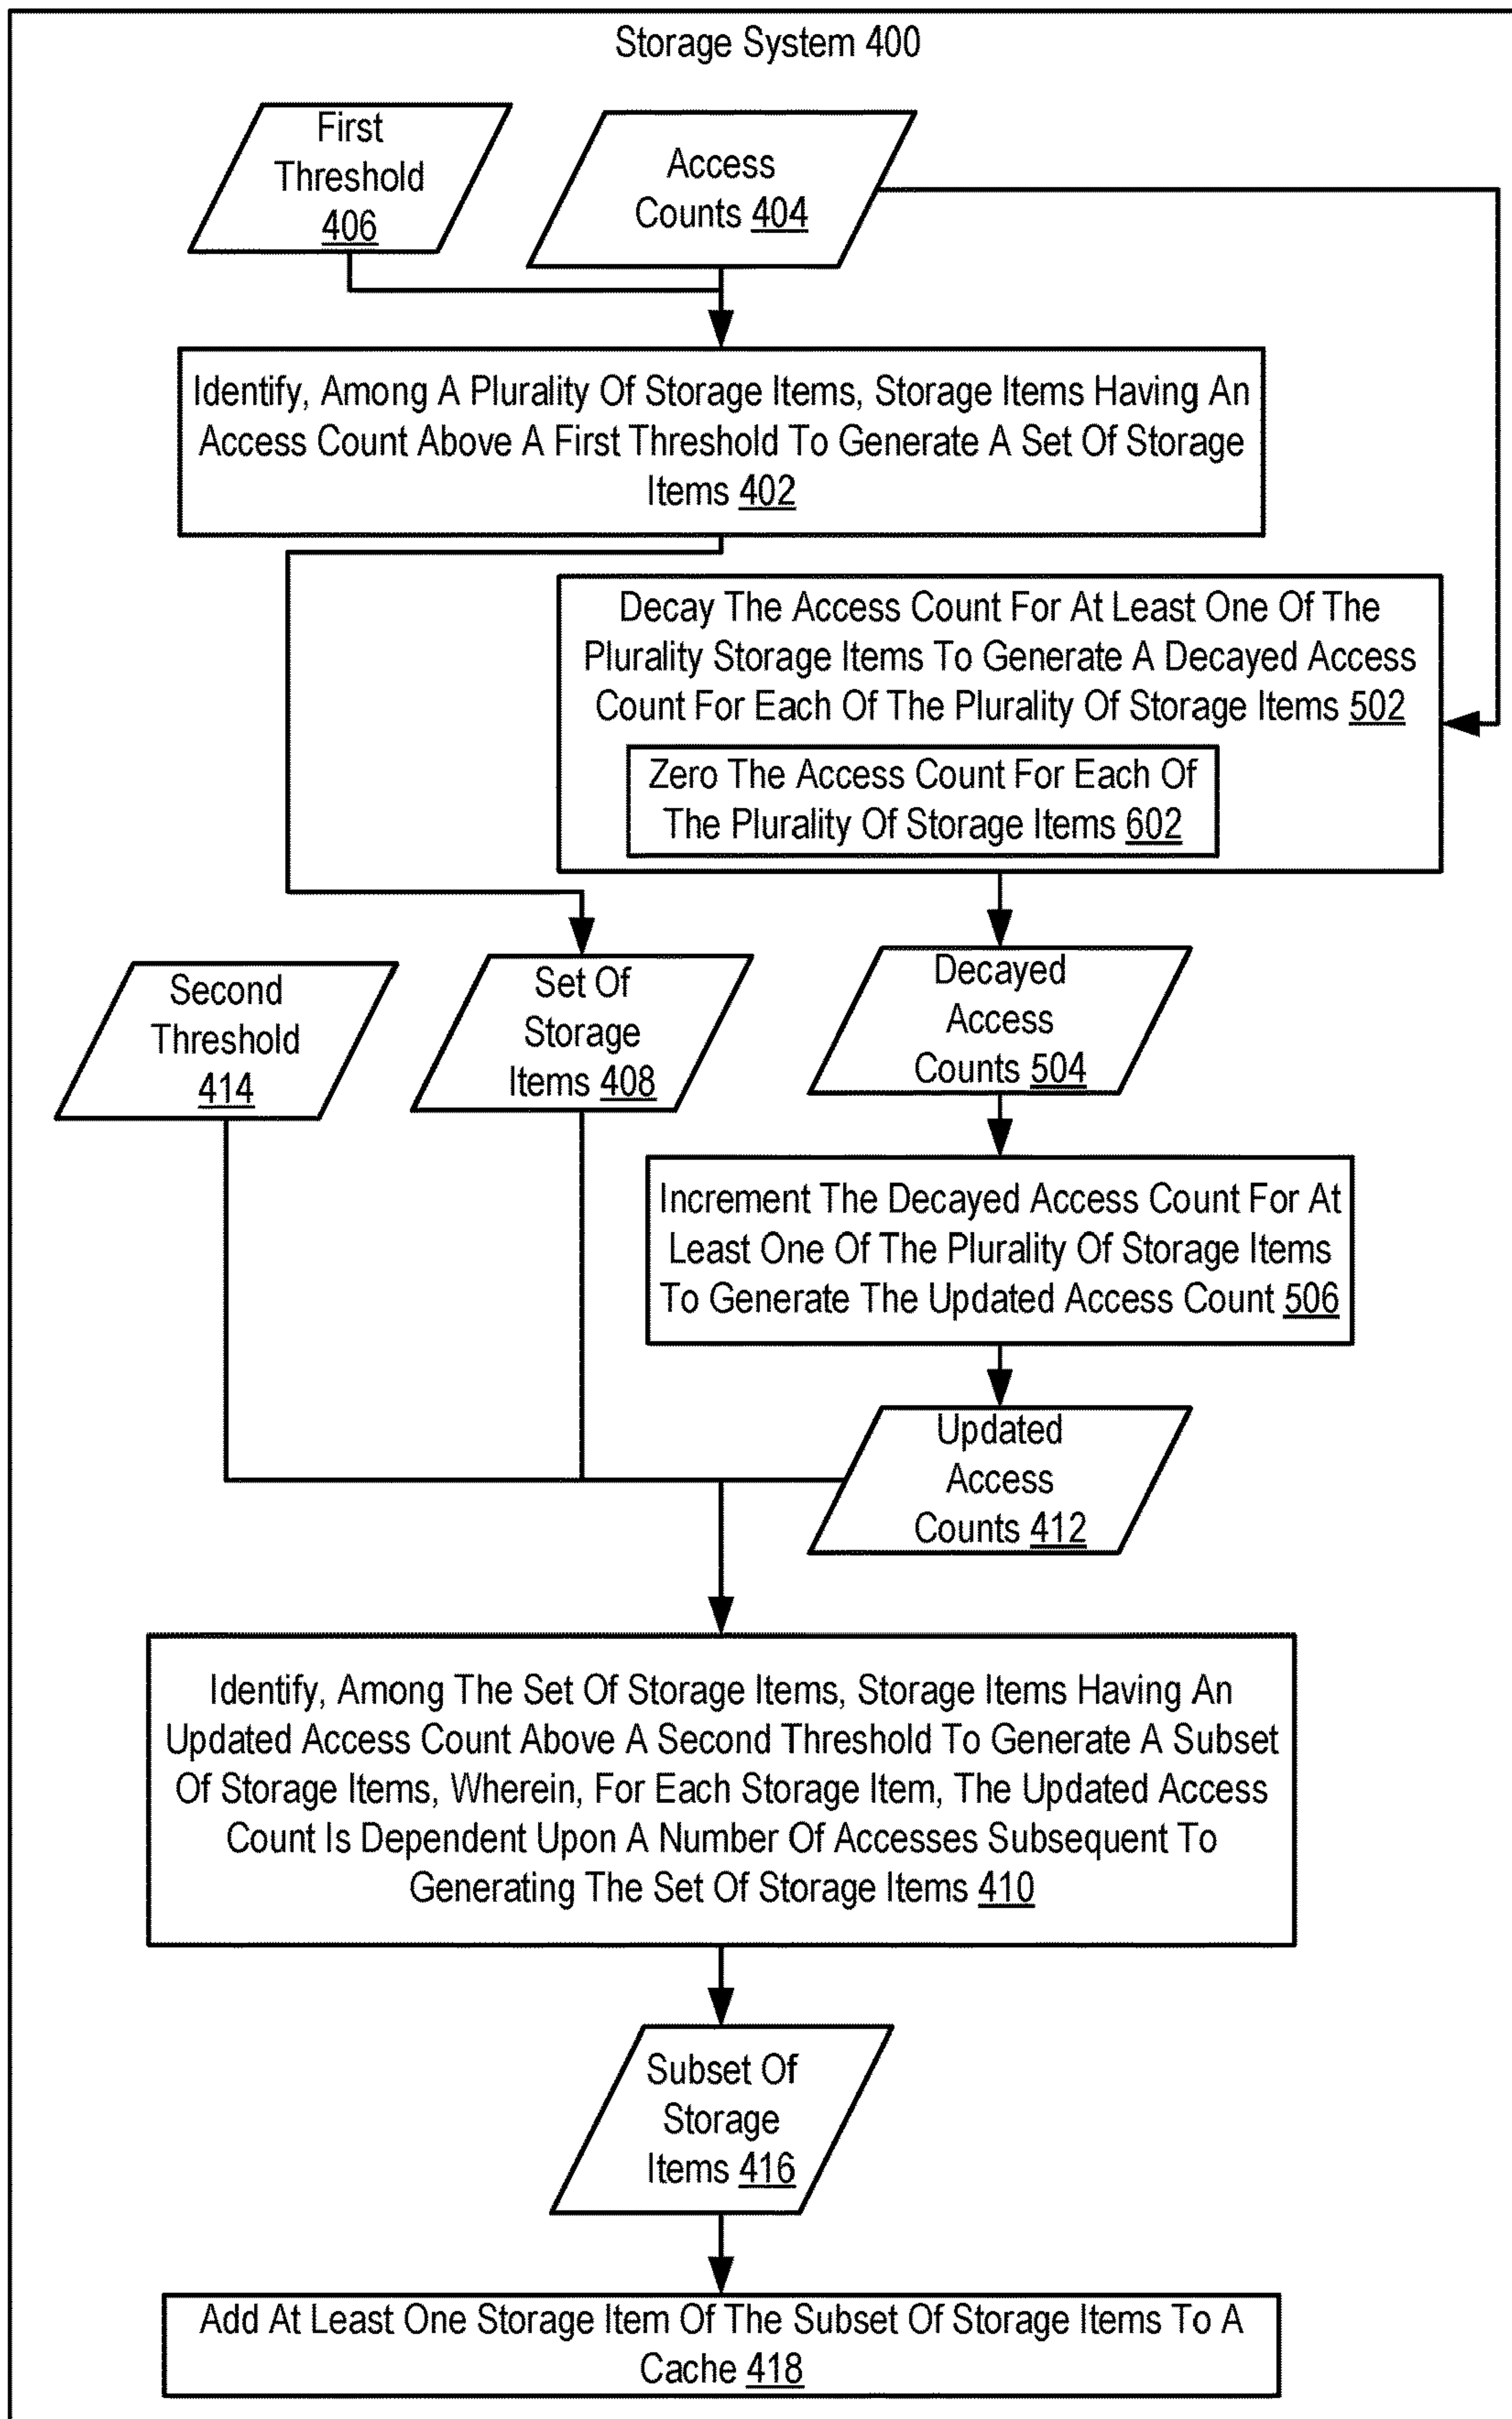 Storage System 400
First
Threshold
406
Access
Counts 404
Identify, Among A Plurality Of Storage Items, Storage Items Having An
Access Count Above A First Threshold To Generate A Set Of Storage
Items 402
Decay The Access Count For At Least One Of The
Plurality Storage Items To Generate A Decayed Access
Count For Each Of The Plurality Of Storage Items 502
Zero The Access Count For Each Of
The Plurality Of Storage Items 602
Second
Threshold
414
Set Of
Storage
Items 408
Decayed
Access
Counts 504
Increment The Decayed Access Count For At
Least One Of The Plurality Of Storage Items
To Generate The Updated Access Count 506
Updated
Access
Counts 412
Identify, Among The Set Of Storage Items, Storage Items Having An
Updated Access Count Above A Second Threshold To Generate A Subset
Of Storage Items, Wherein, For Each Storage Item, The Updated Access
Count Is Dependent Upon A Number Of Accesses Subsequent To
Generating The Set Of Storage Items 410
Subset Of
Storage
Items 416
Add At Least One Storage Item Of The Subset Of Storage Items To A
Cache 418